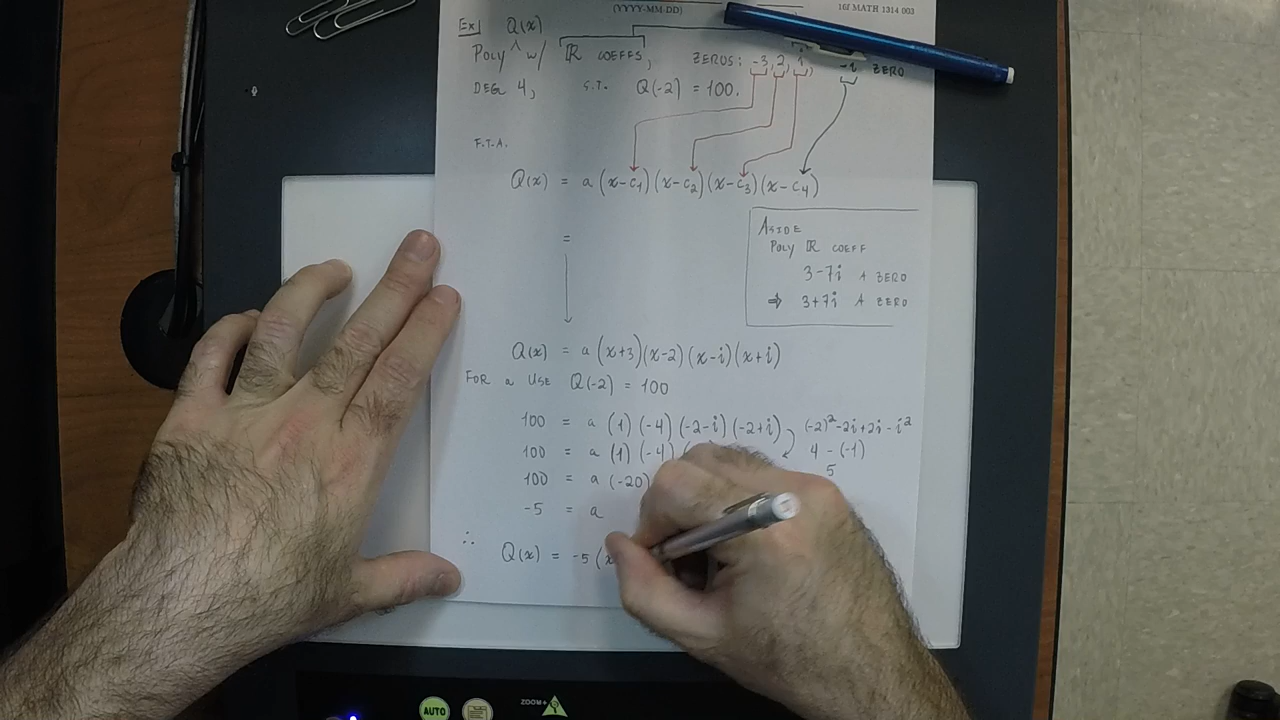 (YYYY-MM-DD) 16f MATH 1314 003
Ex Q(x)
Poly ^ w/ ℝ COEFFS, ZEROS: -3, 2, i, -i ZERO
DEG 4, S.T. Q(-2) = 100.
F.T.A.
Q(x) = a (x-c₁)(x-c₂)(x-c₃)(x-c₄)
=
ASIDE
POLY ℝ COEFF
3-7i A ZERO
⇒ 3+7i A ZERO
Q(x) = a (x+3)(x-2)(x-i)(x+i)
FOR a USE Q(-2) = 100
100 = a (1)(-4)(-2-i)(-2+i) (-2)²-2i+2i-i²
100 = a (1)(-4) 4 - (-1)
100 = a (-20) 5
-5 = a
∴ Q(x) = -5 (x
AUTO ZOOM+